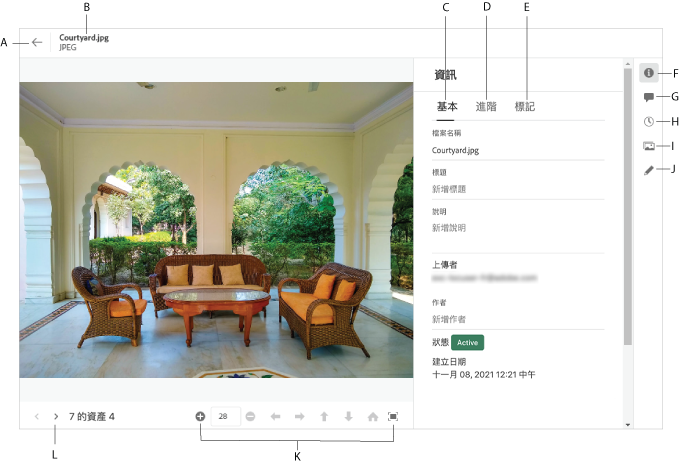 B
C
D
E
A
Courtyard.jpg
JPEG
資訊
F
基本
進階
標記
G
檔案名稱
H
Courtyard.jpg
I
標題
J
新增標題
說明
新增說明
上傳者
作者
新增作者
狀態 Active
建立日期
十一月 08, 2021 12:21 中午
7 的資產 4
28
L
K